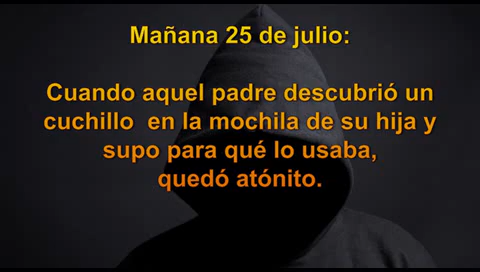 Mañana 25 de julio:
Cuando aquel padre descubrió un
cuchillo en la mochila de su hija y
supo para qué lo usaba,
quedó atónito.